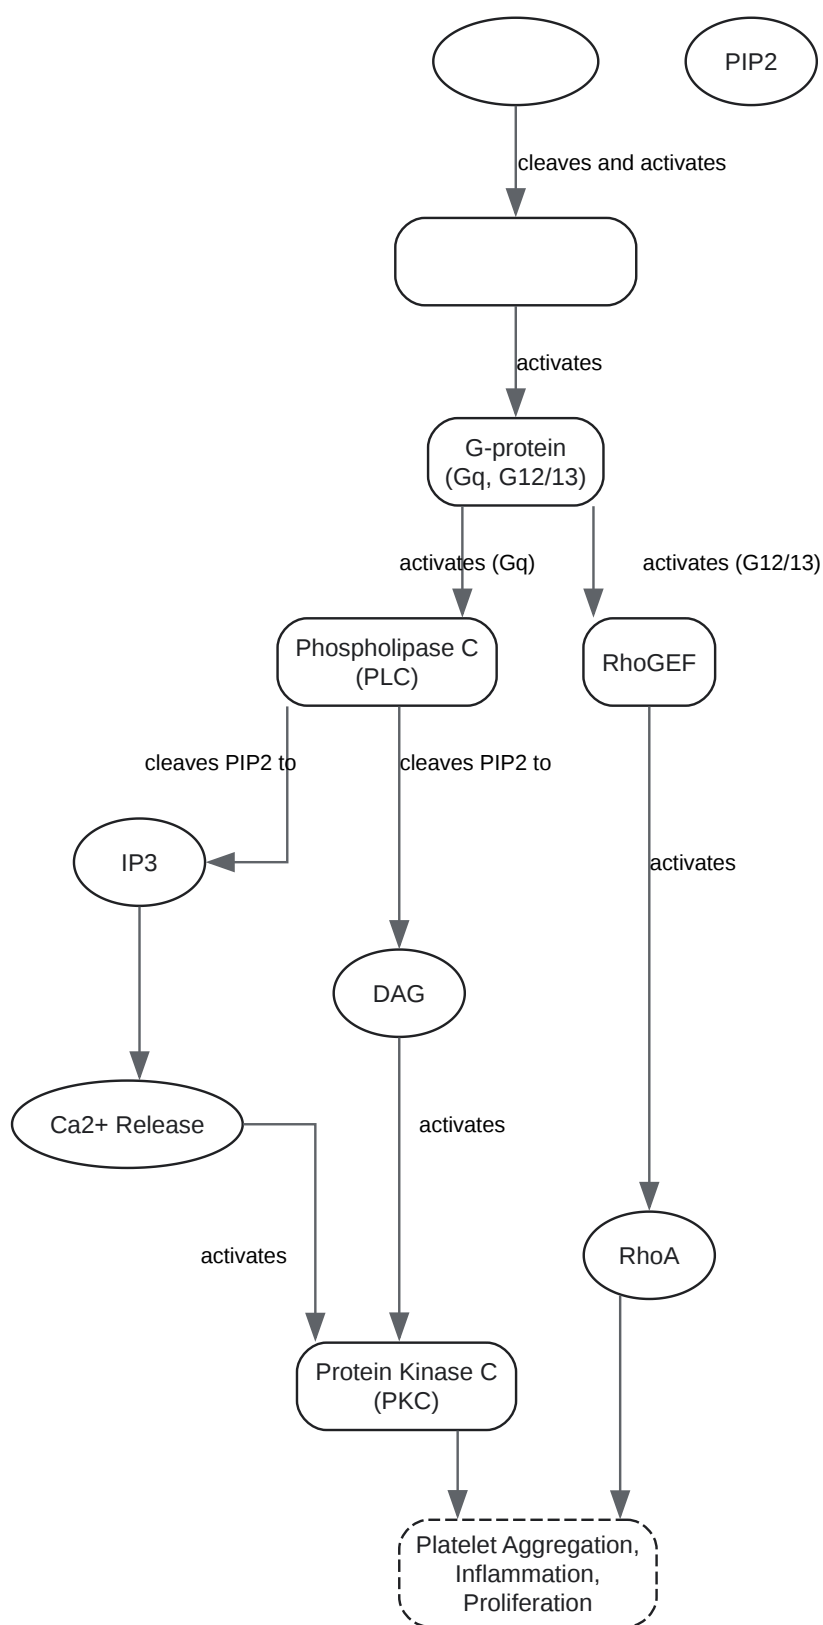 PIP2
cleaves and activates
activates
G-protein
(Gq, G12/13)
activates (Gq)
activates (G12/13)
Phospholipase C
(PLC)
RhoGEF
cleaves PIP2 to
cleaves PIP2 to
IP3
activates
DAG
Ca2+ Release
activates
activates
RhoA
Protein Kinase C
(PKC)
Platelet Aggregation,
Inflammation,
Proliferation